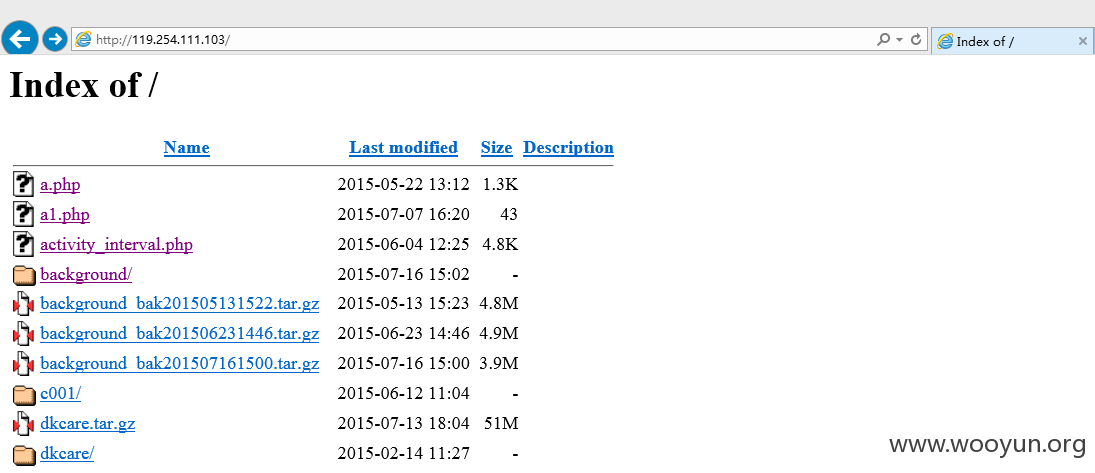 http://119.254.111.103/
Index of /
Index of /
Name Last modified Size Description
a.php 2015-05-22 13:12 1.3K
a1.php 2015-07-07 16:20 43
activity_interval.php 2015-06-04 12:25 4.8K
background/ 2015-07-16 15:02 -
background_bak201505131522.tar.gz 2015-05-13 15:23 4.8M
background_bak201506231446.tar.gz 2015-06-23 14:46 4.9M
background_bak201507161500.tar.gz 2015-07-16 15:00 3.9M
c001/ 2015-06-12 11:04 -
dkcare.tar.gz 2015-07-13 18:04 51M
dkcare/ 2015-02-14 11:27 -
www.wooyun.org